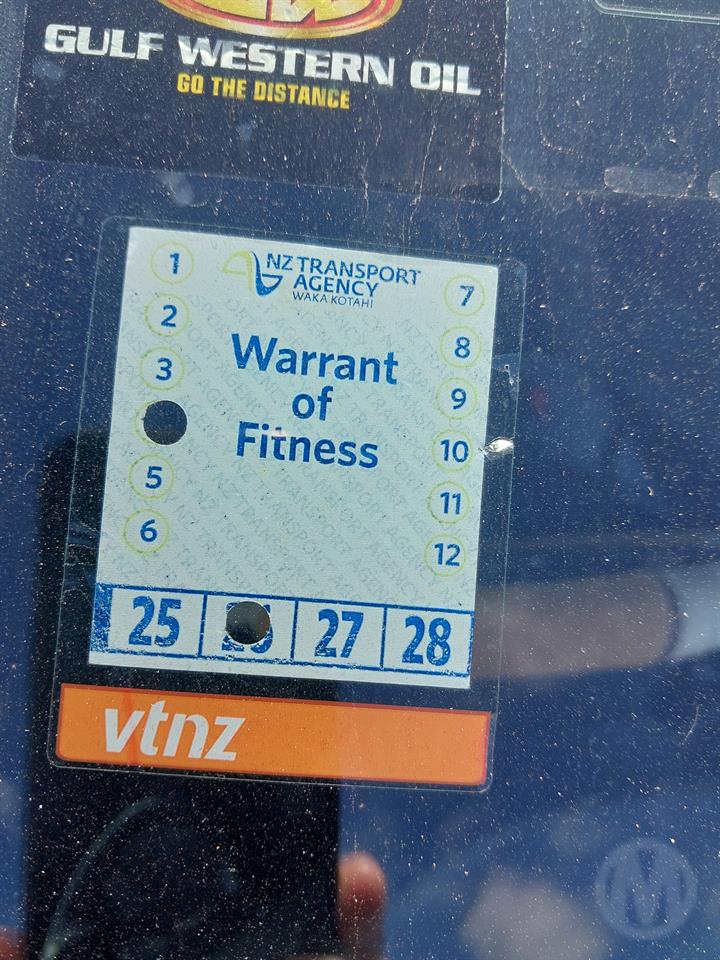 GULF WESTERN OIL
GO THE DISTANCE
NZ TRANSPORT
AGENCY
WAKA KOTAHI
Warrant
of
Fitness
1
2
3
5
6
7
8
9
10
11
12
25 27 28
vtnz
M